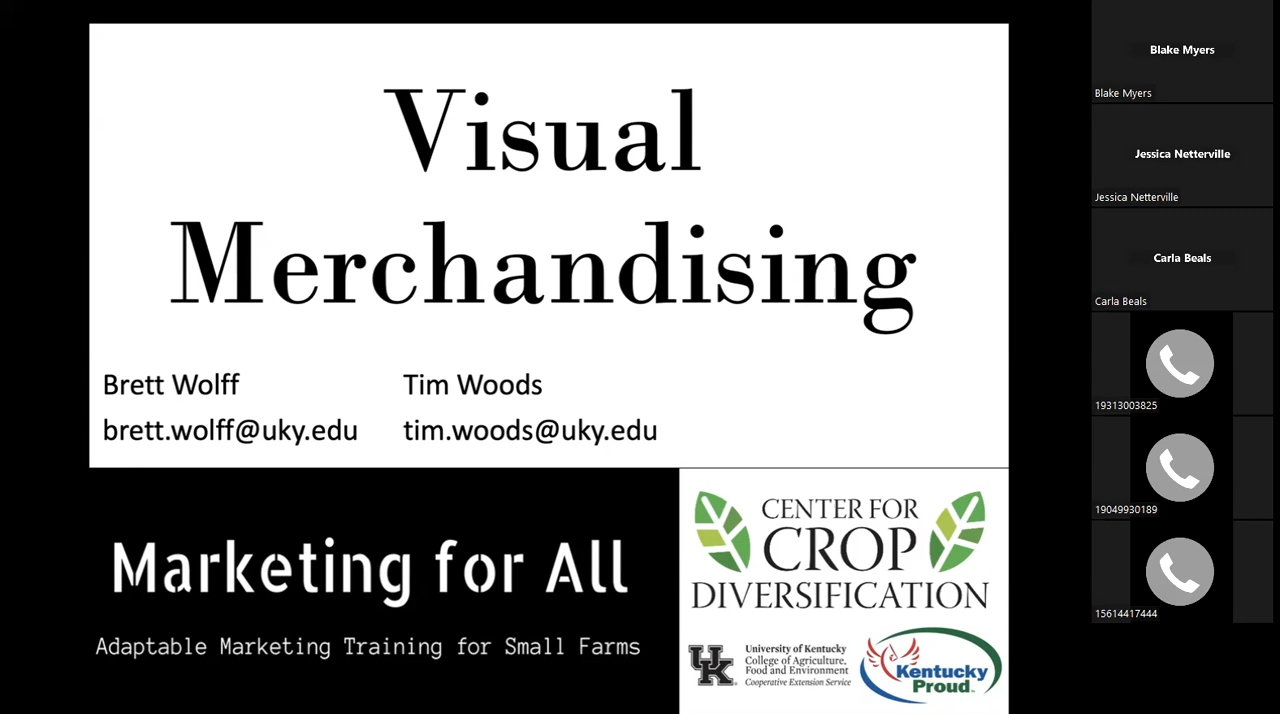 Visual
Merchandising
Brett Wolff
brett.wolff@uky.edu
Tim Woods
tim.woods@uky.edu
Marketing for All
Adaptable Marketing Training for Small Farms
CENTER FOR
CROP
DIVERSIFICATION
UK
University of Kentucky
College of Agriculture,
Food and Environment
Cooperative Extension Service
Kentucky
Proud™
Blake Myers
Blake Myers
Jessica Netterville
Jessica Netterville
Carla Beals
Carla Beals
19313003825
19049930189
15614417444